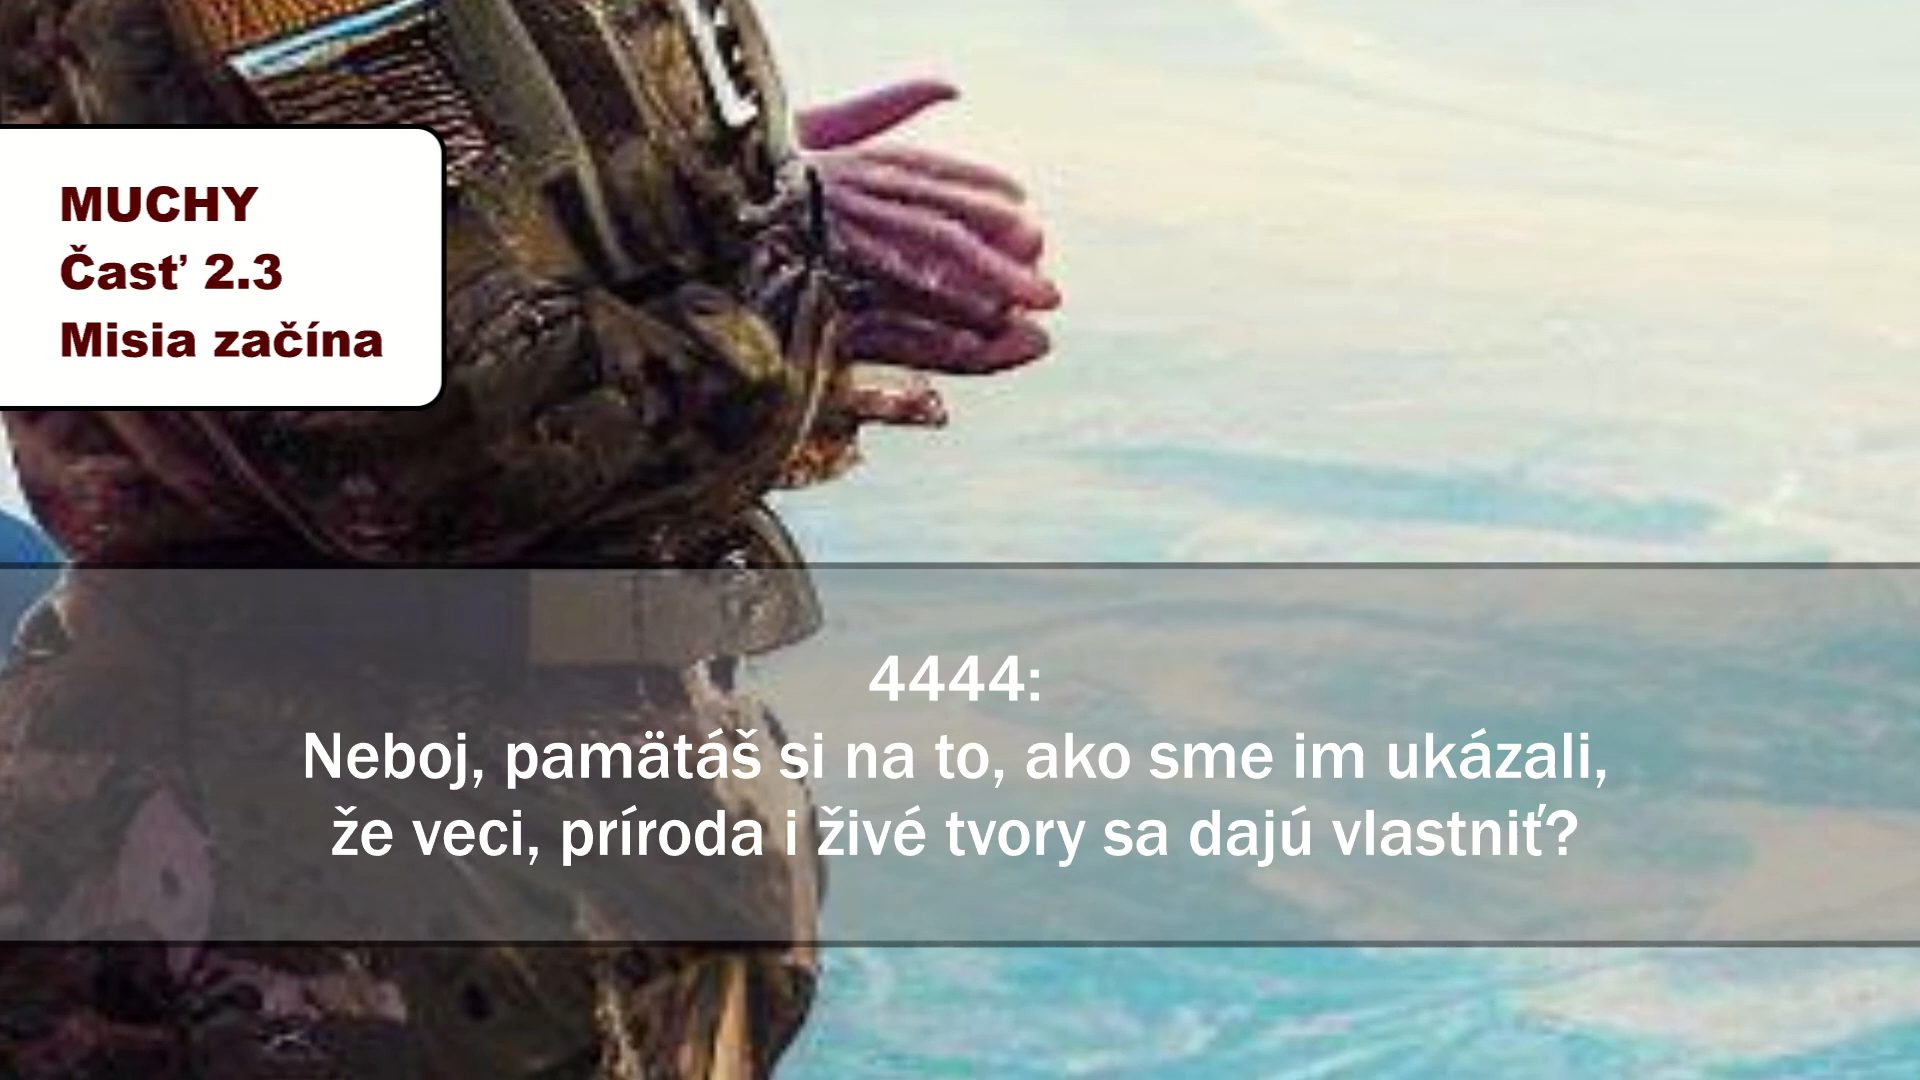 MUCHY
Časť 2.3
Misia začína
4444:
Neboj, pamätáš si na to, ako sme im ukázali,
že veci, príroda i živé tvory sa dajú vlastniť?